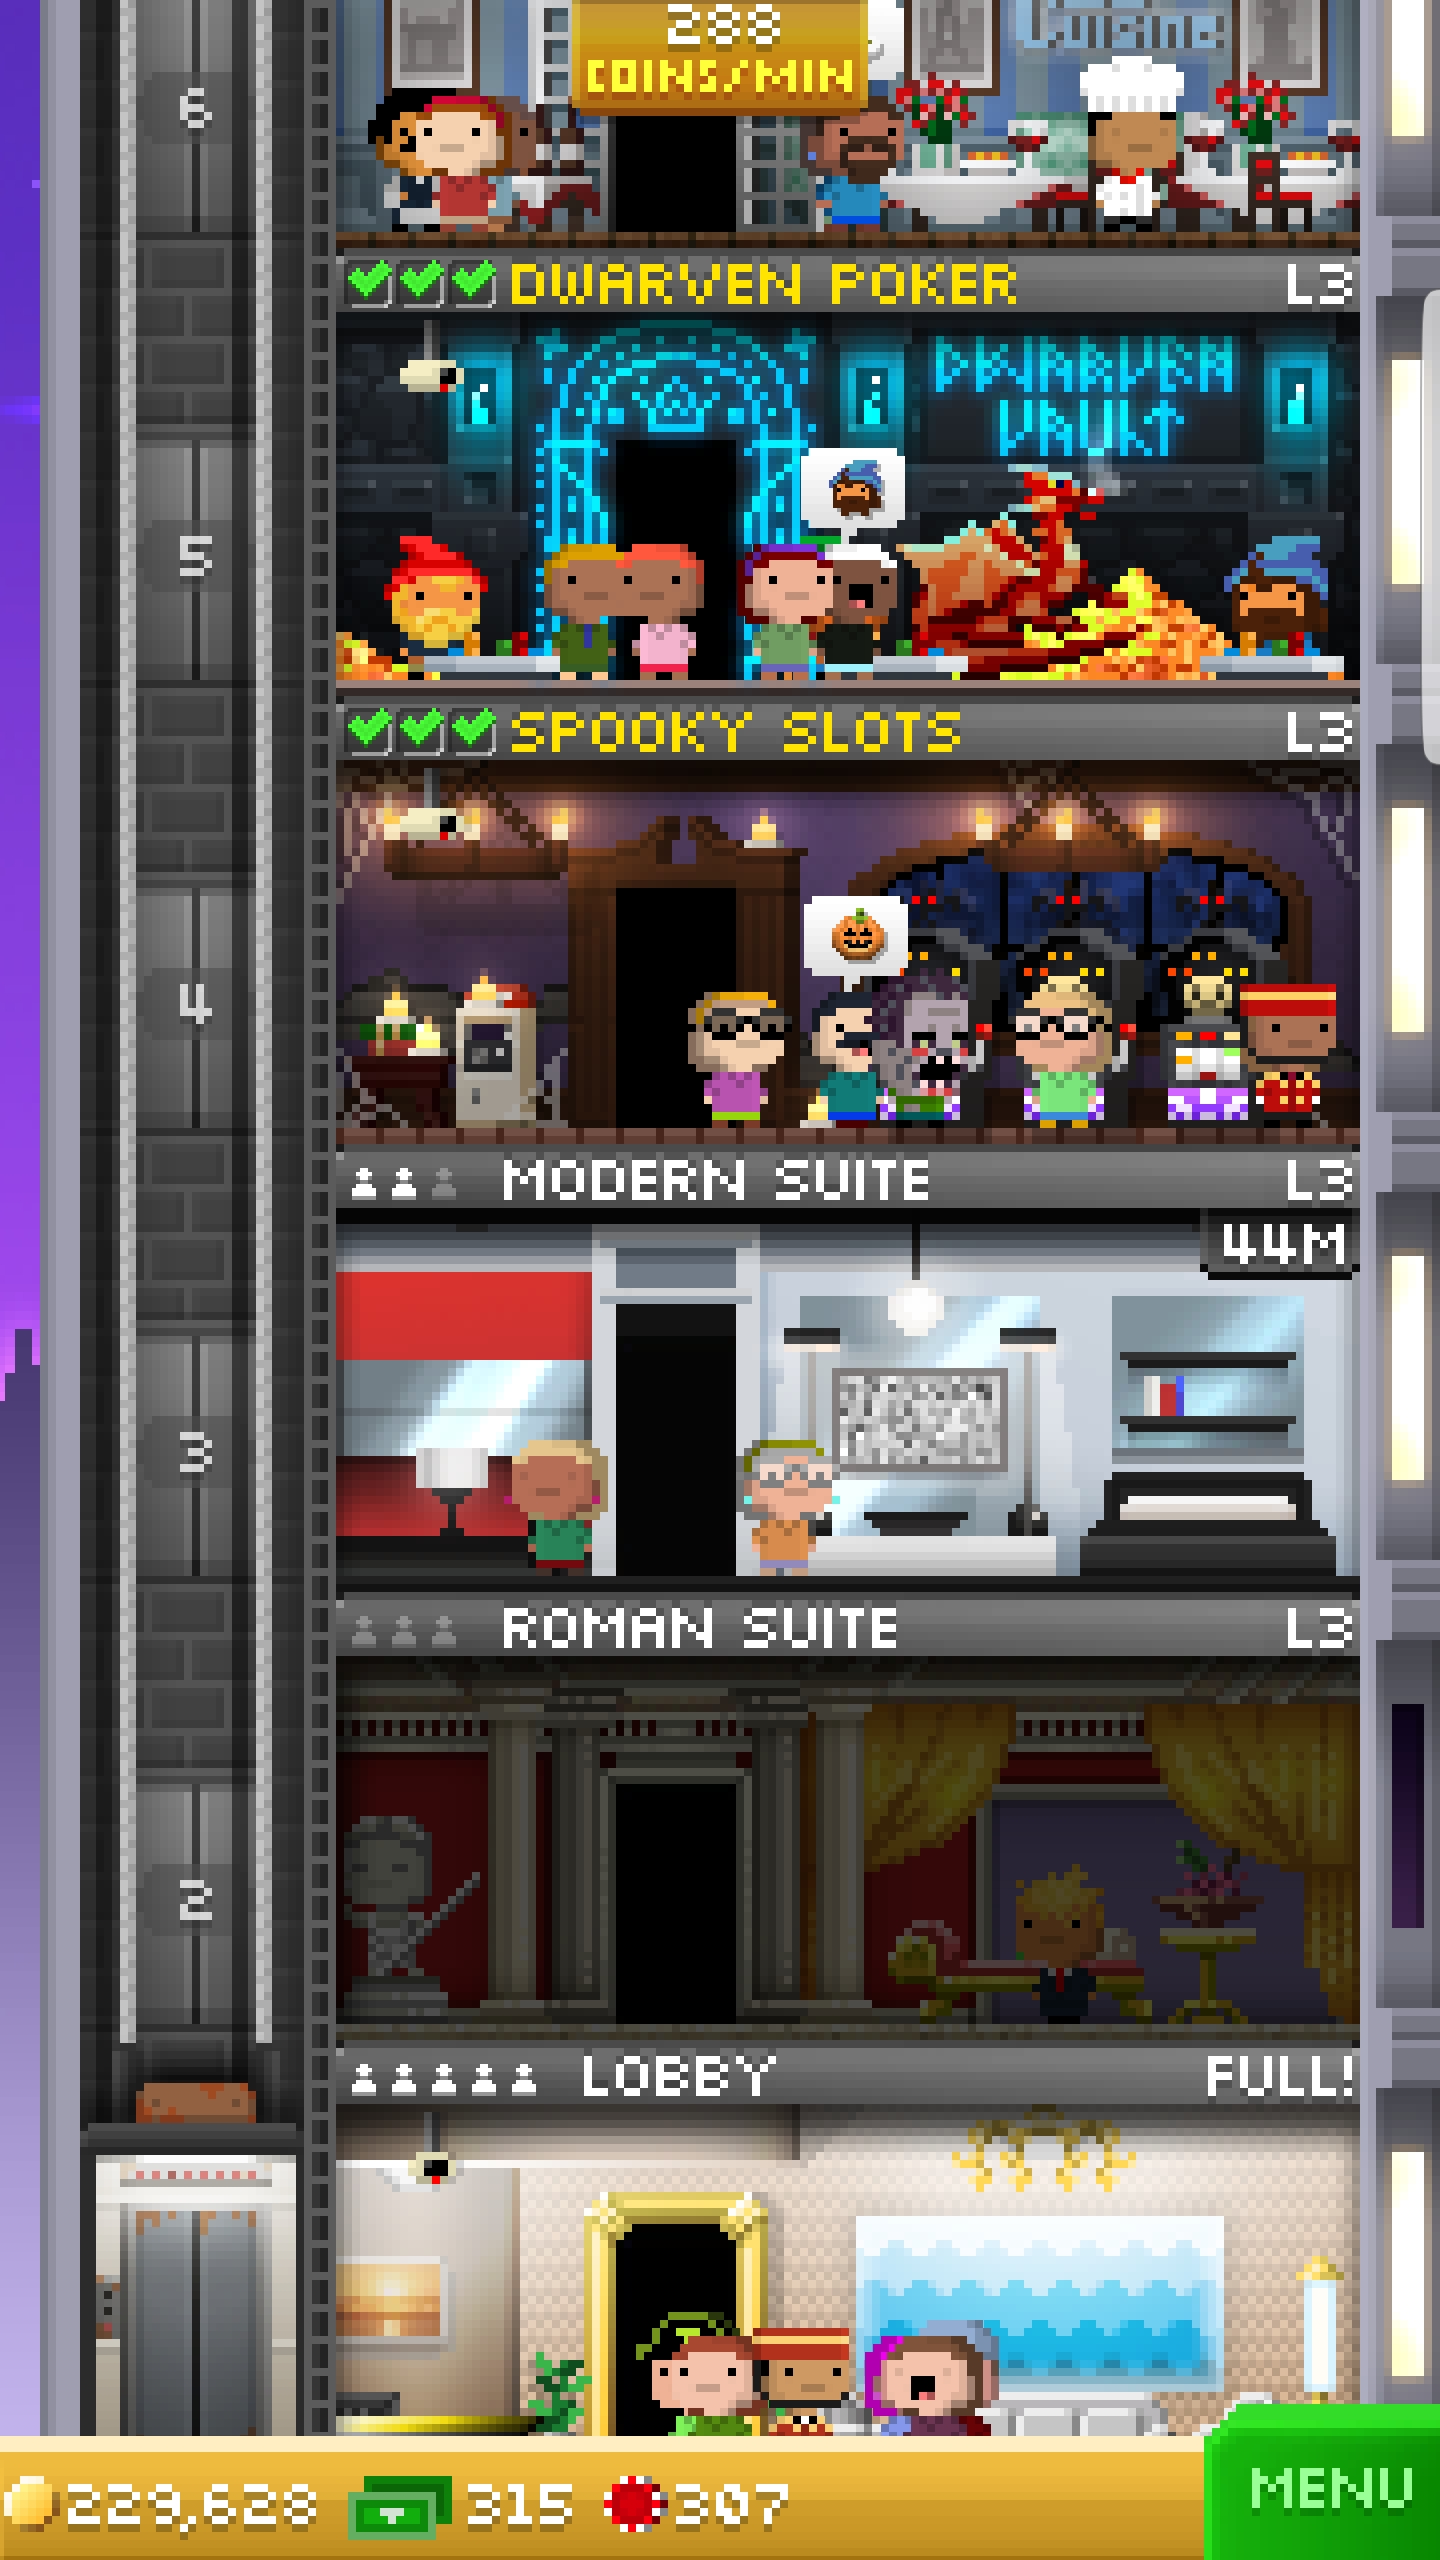 288
COINS/MIN
Cuisine
6
DWARVEN POKER L3
DWARVEN
VAULT
5
SPOOKY SLOTS L3
4
MODERN SUITE L3
44M
3
ROMAN SUITE L3
2
LOBBY FULL!
229,628 315 307
MENU